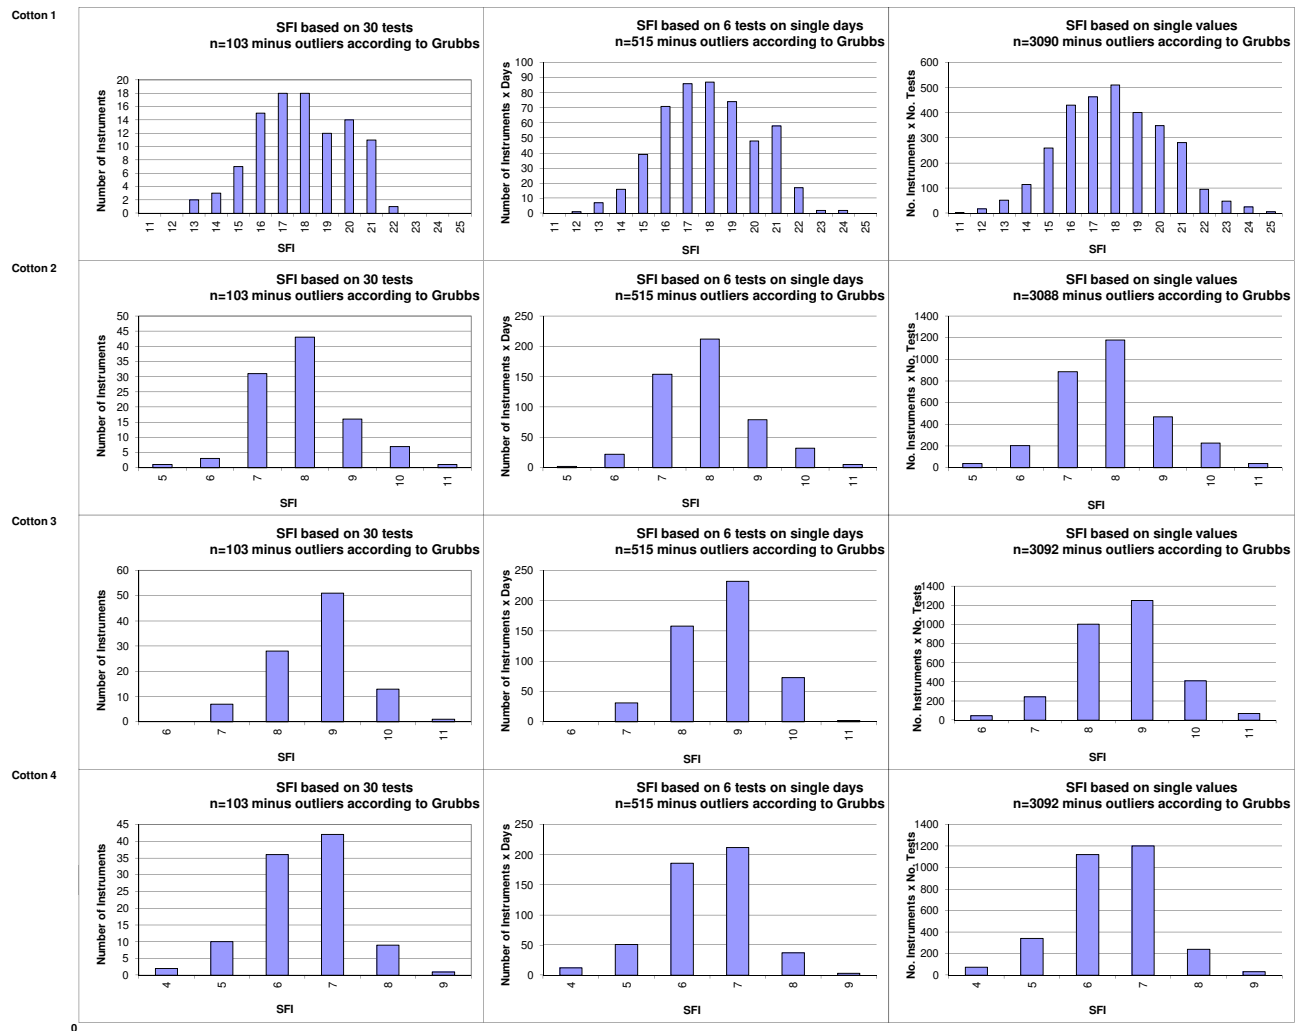 Cotton 1
SFI based on 30 tests
n=103 minus outliers according to Grubbs
Number of Instruments
20
18
16
14
12
10
8
6
4
2
0
11 12 13 14 15 16 17 18 19 20 21 22 23 24 25
SFI
SFI based on 6 tests on single days
n=515 minus outliers according to Grubbs
Number of Instruments x Days
100
90
80
70
60
50
40
30
20
10
0
11 12 13 14 15 16 17 18 19 20 21 22 23 24 25
SFI
SFI based on single values
n=3090 minus outliers according to Grubbs
No. Instruments x No. Tests
600
500
400
300
200
100
0
11 12 13 14 15 16 17 18 19 20 21 22 23 24 25
SFI
Cotton 2
SFI based on 30 tests
n=103 minus outliers according to Grubbs
Number of Instruments
50
45
40
35
30
25
20
15
10
5
0
5 6 7 8 9 10 11
SFI
SFI based on 6 tests on single days
n=515 minus outliers according to Grubbs
Number of Instruments x Days
250
200
150
100
50
0
5 6 7 8 9 10 11
SFI
SFI based on single values
n=3088 minus outliers according to Grubbs
No. Instruments x No. Tests
1400
1200
1000
800
600
400
200
0
5 6 7 8 9 10 11
SFI
Cotton 3
SFI based on 30 tests
n=103 minus outliers according to Grubbs
Number of Instruments
60
50
40
30
20
10
0
6 7 8 9 10 11
SFI
SFI based on 6 tests on single days
n=515 minus outliers according to Grubbs
Number of Instruments x Days
250
200
150
100
50
0
6 7 8 9 10 11
SFI
SFI based on single values
n=3092 minus outliers according to Grubbs
No. Instruments x No. Tests
1400
1200
1000
800
600
400
200
0
6 7 8 9 10 11
SFI
Cotton 4
SFI based on 30 tests
n=103 minus outliers according to Grubbs
Number of Instruments
45
40
35
30
25
20
15
10
5
0
4 5 6 7 8 9
SFI
SFI based on 6 tests on single days
n=515 minus outliers according to Grubbs
Number of Instruments x Days
250
200
150
100
50
0
4 5 6 7 8 9
SFI
SFI based on single values
n=3092 minus outliers according to Grubbs
No. Instruments x No. Tests
1400
1200
1000
800
600
400
200
0
4 5 6 7 8 9
SFI
0